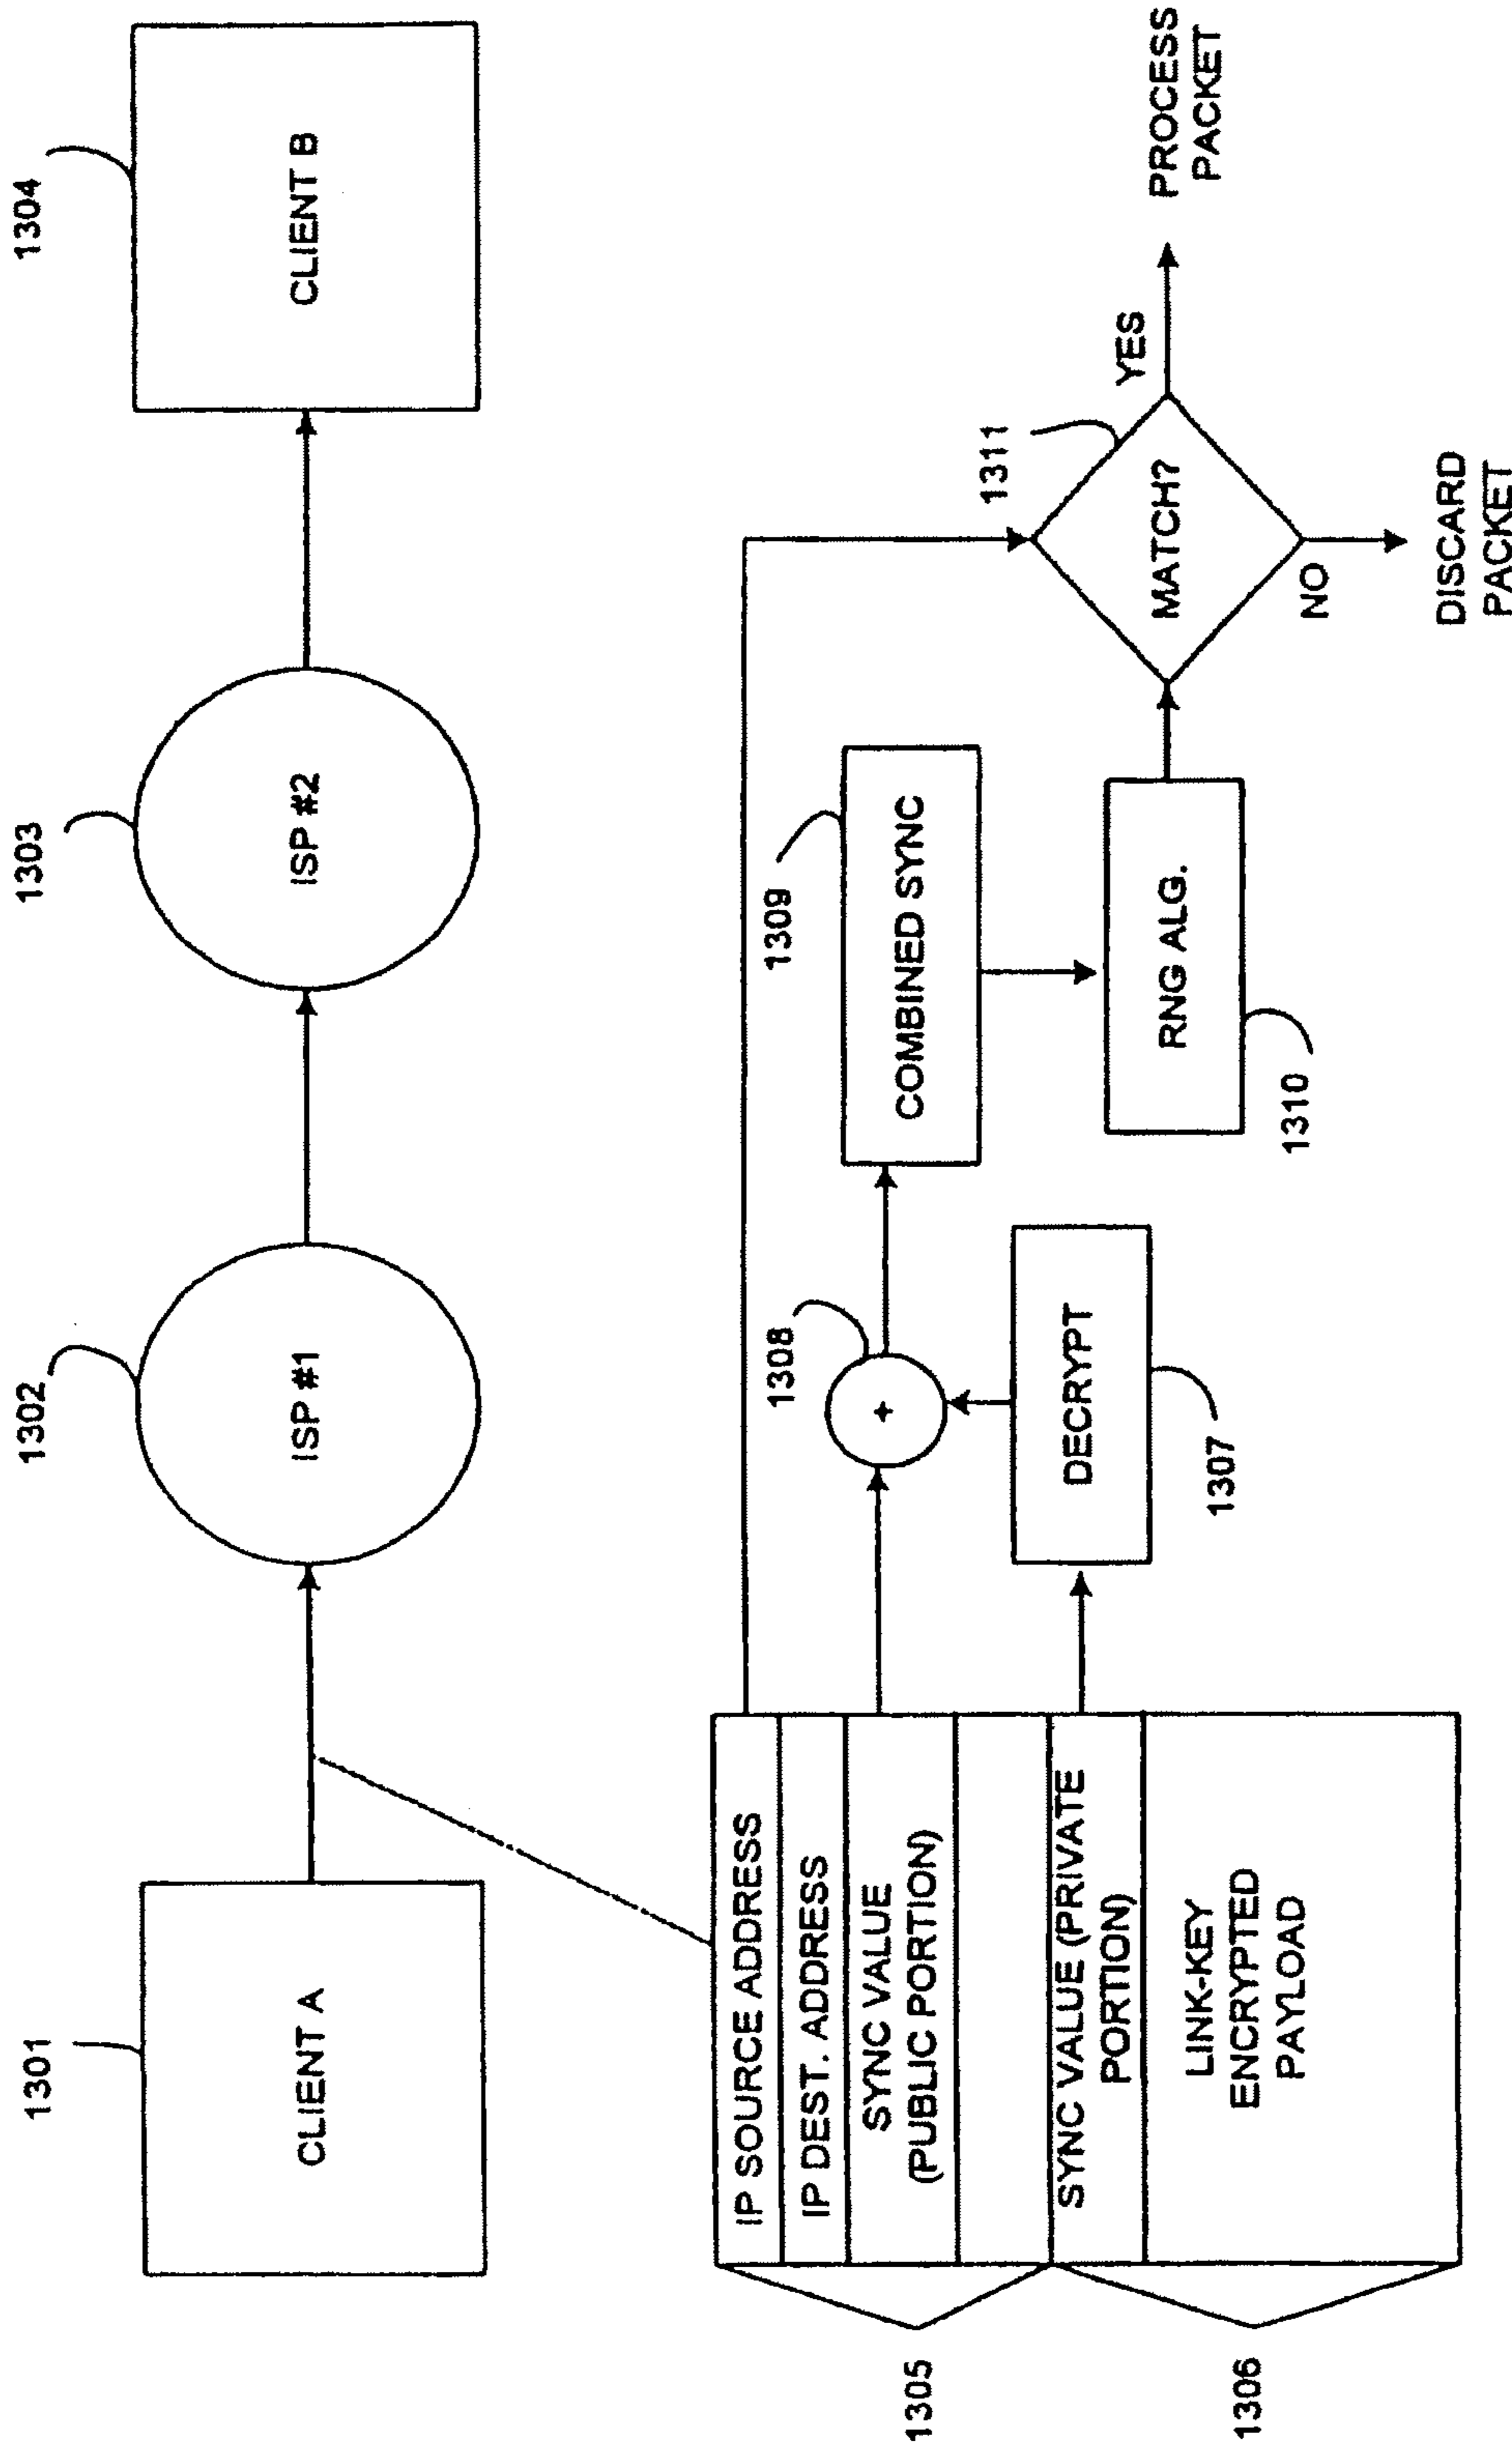 1301
1302
1303
1304
CLIENT A
ISP #1
ISP #2
CLIENT B
IP SOURCE ADDRESS
IP DEST. ADDRESS
SYNC VALUE
(PUBLIC PORTION)
SYNC VALUE (PRIVATE
PORTION)
LINK-KEY
ENCRYPTED
PAYLOAD
1305
1306
1308
+
DECRYPT
1307
1309
COMBINED SYNC
RNG ALG.
1310
1311
MATCH?
YES
PROCESS
PACKET
NO
DISCARD
PACKET